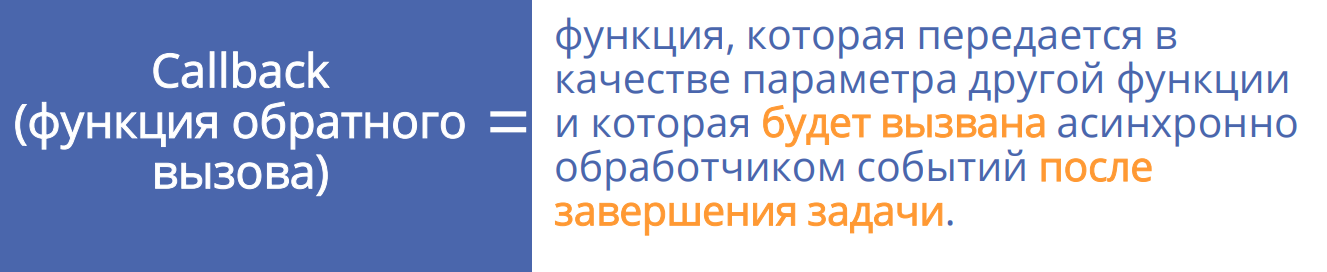 Callback
(функция обратного
вызова)
=
функция, которая передается в
качестве параметра другой функции
и которая будет вызвана асинхронно
обработчиком событий после
завершения задачи.